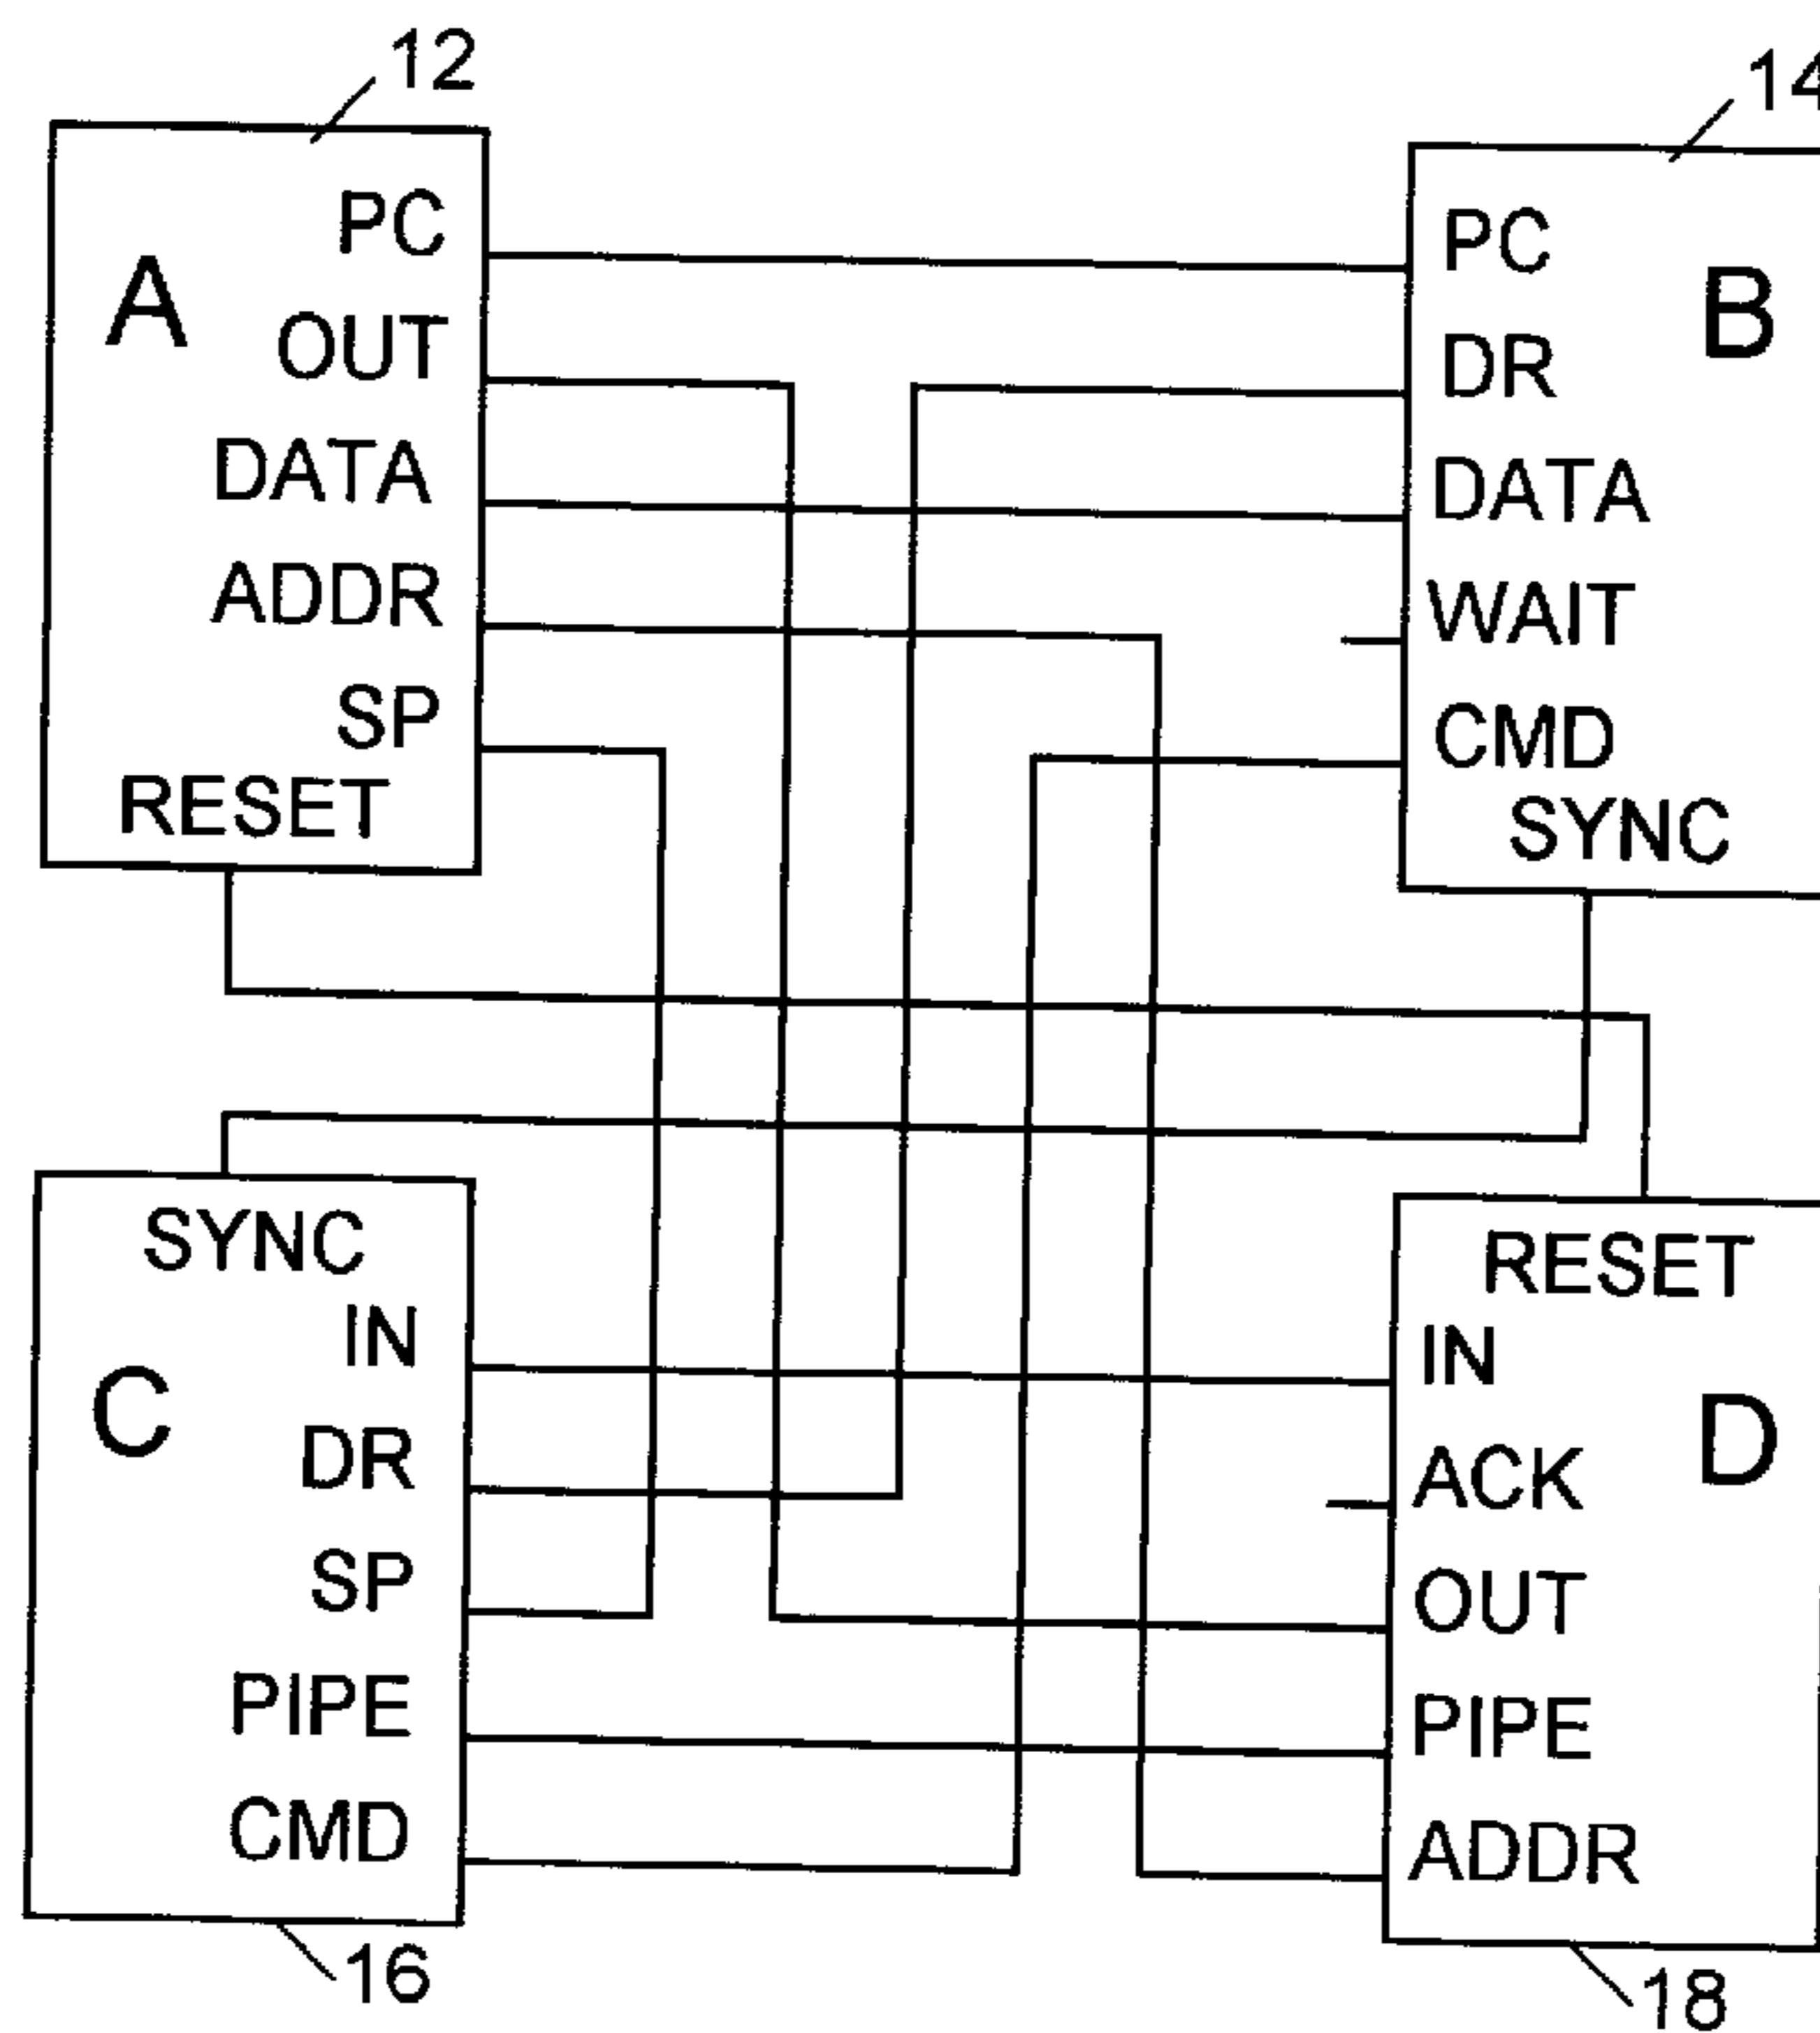 12
14
A
PC
OUT
DATA
ADDR
SP
RESET
B
PC
DR
DATA
WAIT
CMD
SYNC
C
SYNC
IN
DR
SP
PIPE
CMD
16
D
RESET
IN
ACK
OUT
PIPE
ADDR
18